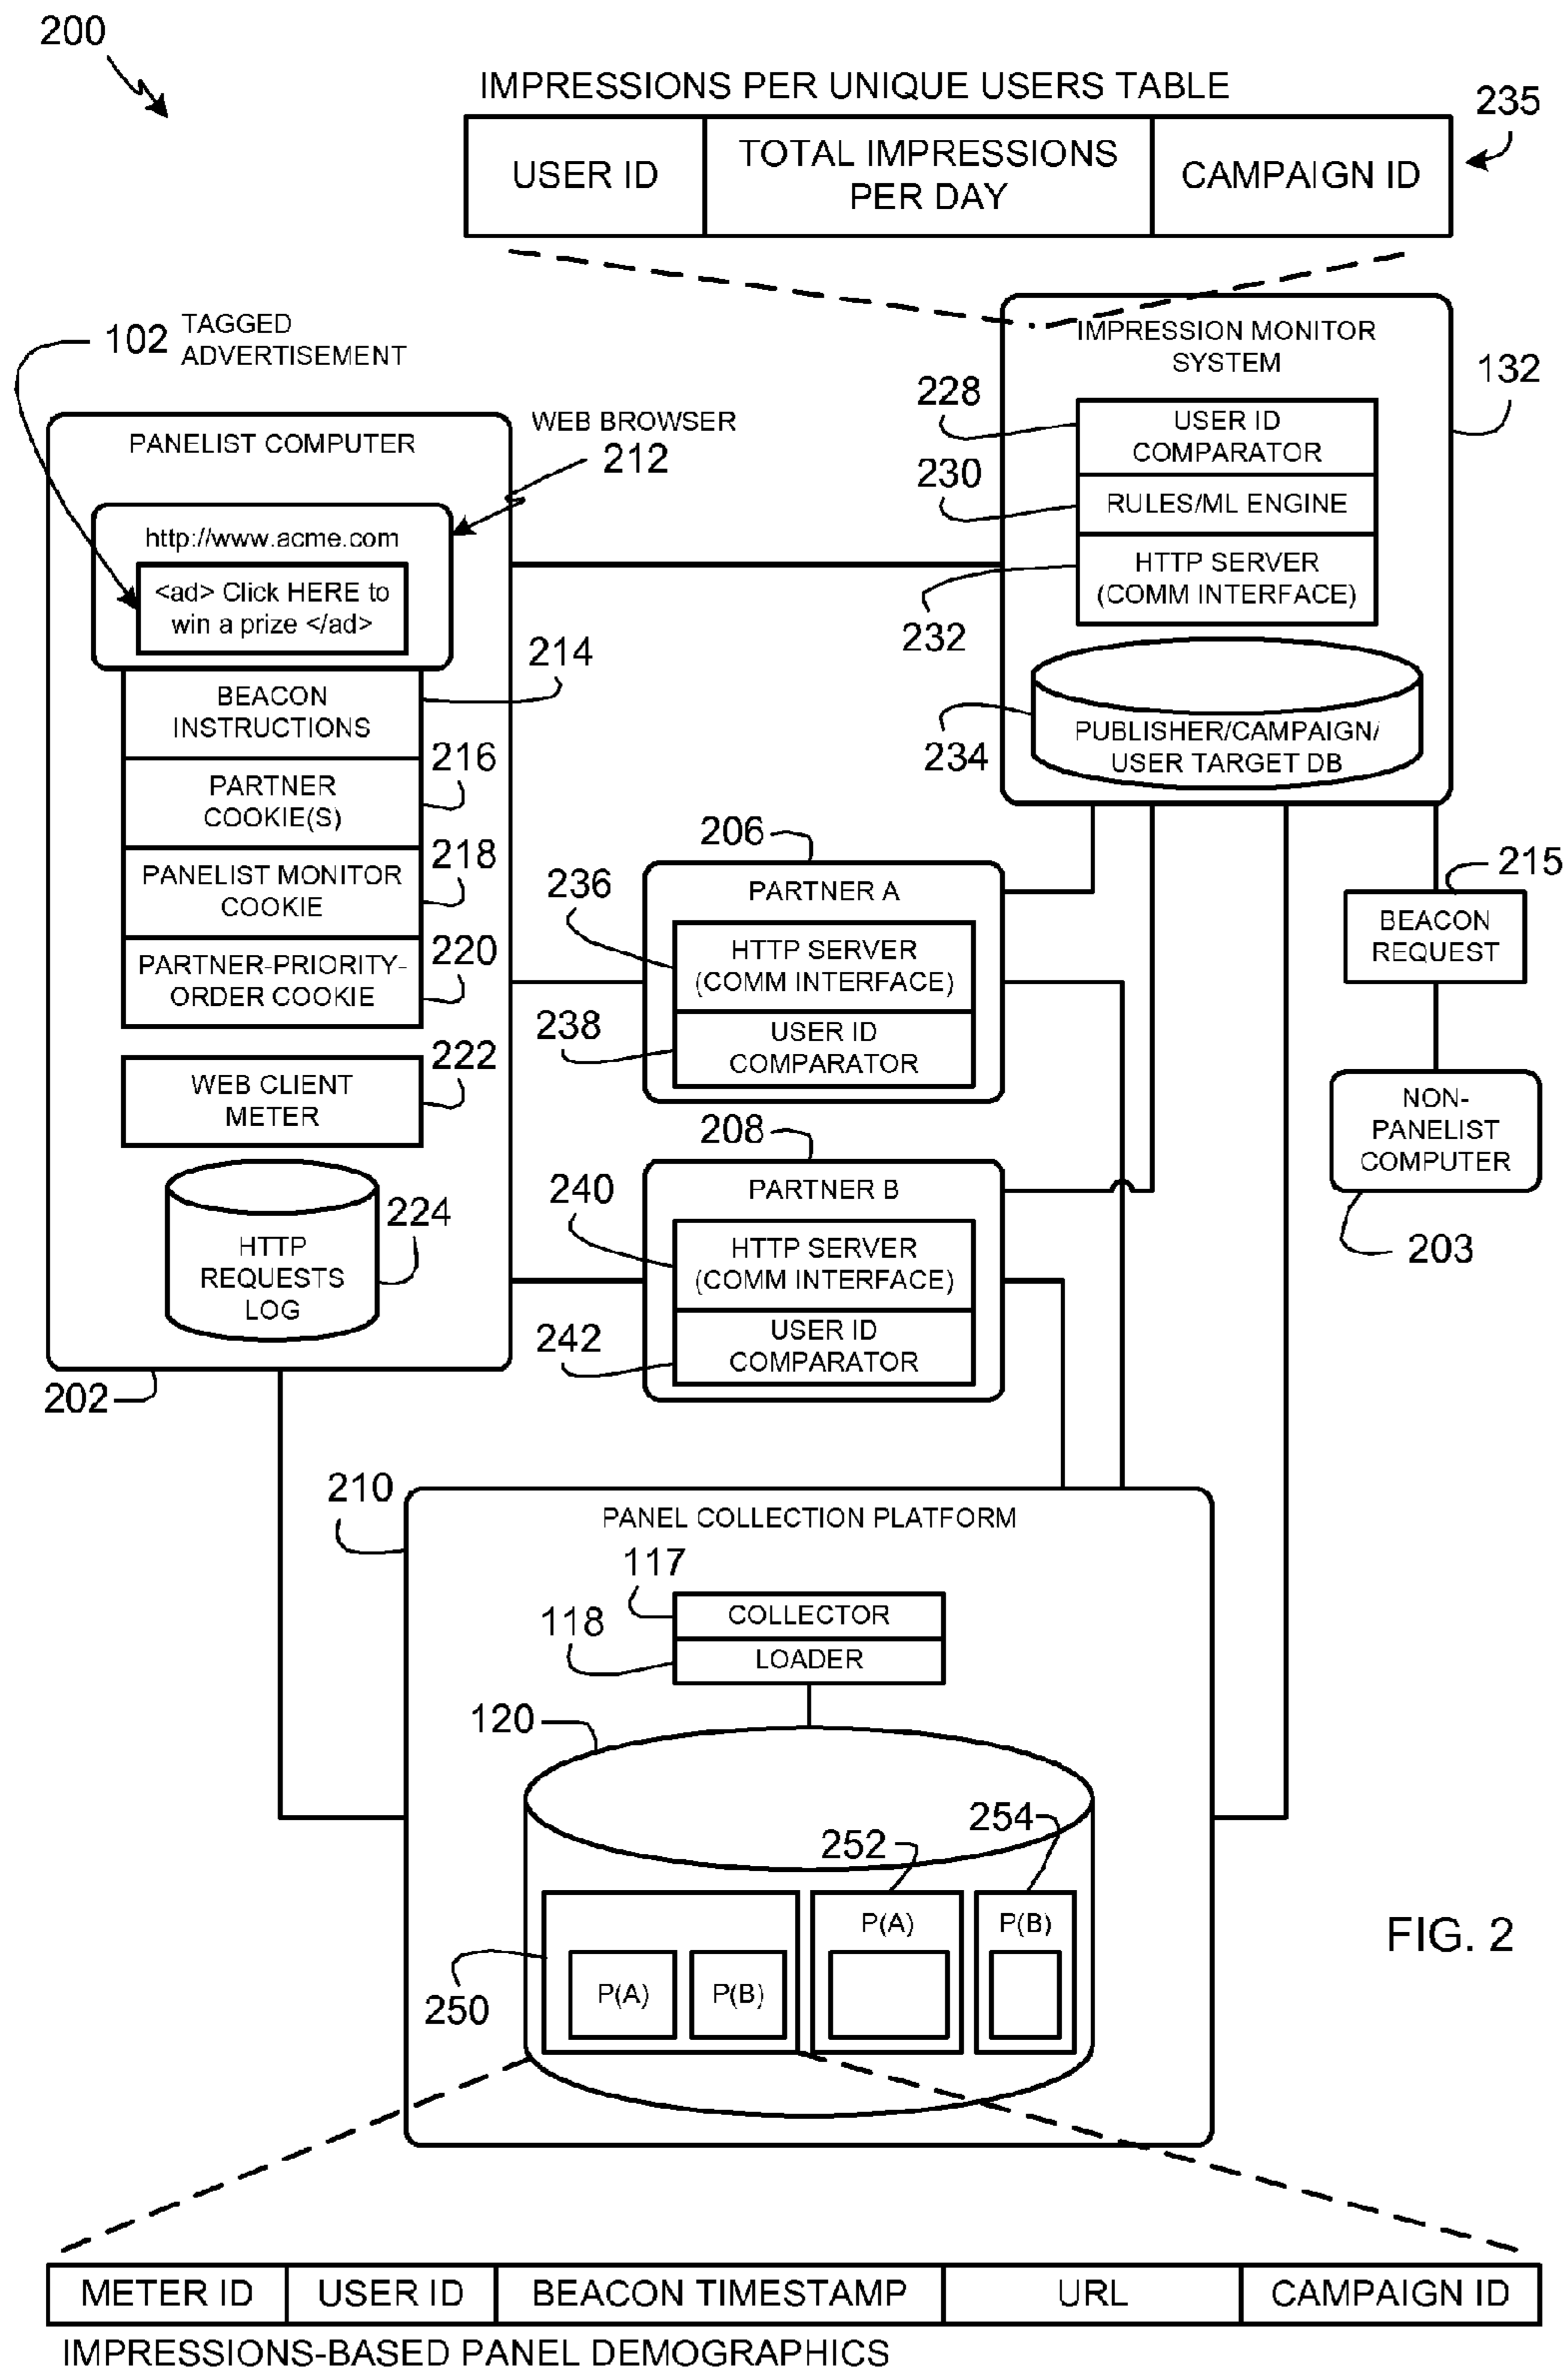 200
IMPRESSIONS PER UNIQUE USERS TABLE
235
USER ID
TOTAL IMPRESSIONS
PER DAY
CAMPAIGN ID
102
TAGGED
ADVERTISEMENT
PANELIST COMPUTER
WEB BROWSER
212
http://www.acme.com
<ad> Click HERE to
win a prize </ad>
214
BEACON
INSTRUCTIONS
216
PARTNER
COOKIE(S)
218
PANELIST MONITOR
COOKIE
220
PARTNER-PRIORITY-
ORDER COOKIE
222
WEB CLIENT
METER
224
HTTP
REQUESTS
LOG
202
IMPRESSION MONITOR
SYSTEM
132
228
USER ID
COMPARATOR
230
RULES/ML ENGINE
HTTP SERVER
(COMM INTERFACE)
232
234
PUBLISHER/CAMPAIGN/
USER TARGET DB
206
PARTNER A
236
HTTP SERVER
(COMM INTERFACE)
238
USER ID
COMPARATOR
208
PARTNER B
240
HTTP SERVER
(COMM INTERFACE)
242
USER ID
COMPARATOR
215
BEACON
REQUEST
NON-
PANELIST
COMPUTER
203
210
PANEL COLLECTION PLATFORM
117
COLLECTOR
118
LOADER
120
252
254
P(A)
P(B)
250
P(A)
P(B)
FIG. 2
METER ID
USER ID
BEACON TIMESTAMP
URL
CAMPAIGN ID
IMPRESSIONS-BASED PANEL DEMOGRAPHICS